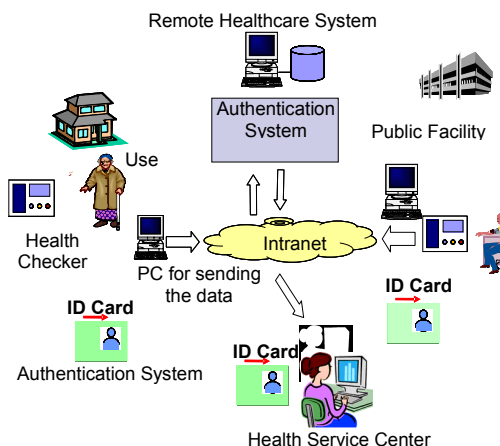 Remote Healthcare System
Authentication
System
Public Facility
Use
Health
Checker
Intranet
PC for sending
the data
ID Card
Authentication System
ID Card
ID Card
Health Service Center